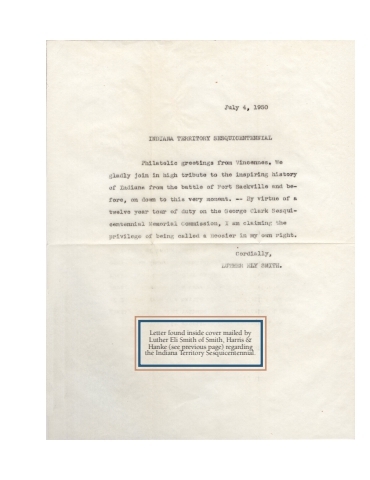 July 4, 1950
INDIANA TERRITORY SESQUICENTENNIAL
Philatelic greetings from Vincennes. We
gladly join in high tribute to the inspiring history
of Indiana from the battle of Fort Sackville and be-
fore, on down to this very moment. -- By virtue of a
twelve year tour of duty on the George Clark Sesqui-
centennial Memorial Commission, I am claiming the
privilege of being called a Hoosier in my own right.
Cordially,
LUTHER ELY SMITH.
Letter found inside cover mailed by
Luther Eli Smith of Smith, Harris &
Hanke (see previous page) regarding
the Indiana Territory Sesquicentennial.